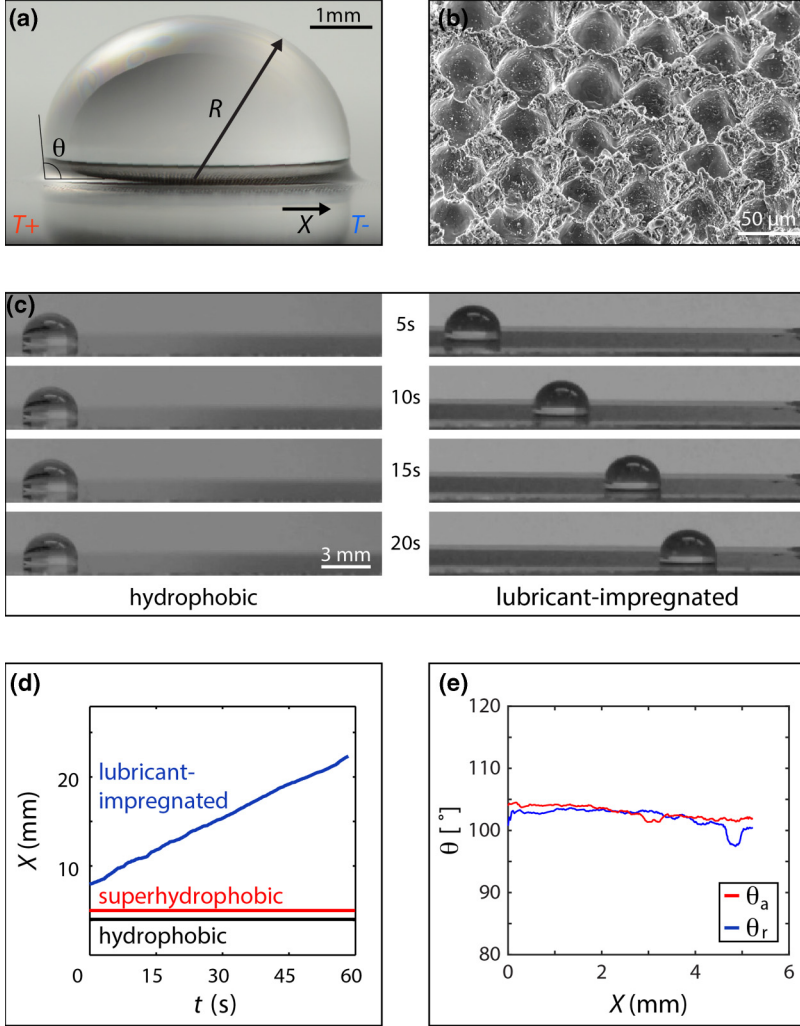 (a)
1mm
R
θ
T+
X
T-
(b)
50 μm
(c)
5s
10s
15s
20s
3 mm
hydrophobic
lubricant-impregnated
(d)
X (mm)
20
10
0
lubricant-
impregnated
superhydrophobic
hydrophobic
0 15 30 45 60
t (s)
(e)
θ [ ° ]
120
110
100
90
80
θa
θr
0 2 4 6
X (mm)